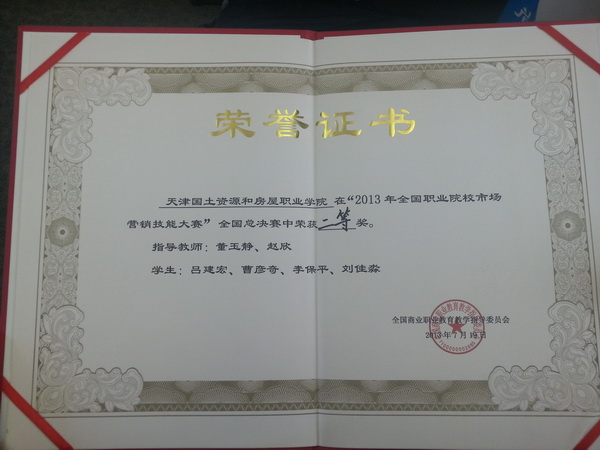 荣誉证书
天津国土资源和房屋职业学院 在“2013年全国职业院校市场
营销技能大赛”全国总决赛中荣获二等奖。
指导教师：董玉静、赵欣
学生：吕建宏、曹彦奇、李保平、刘佳淼
全国商业职业教育教学指导委员会
2013年7月19日